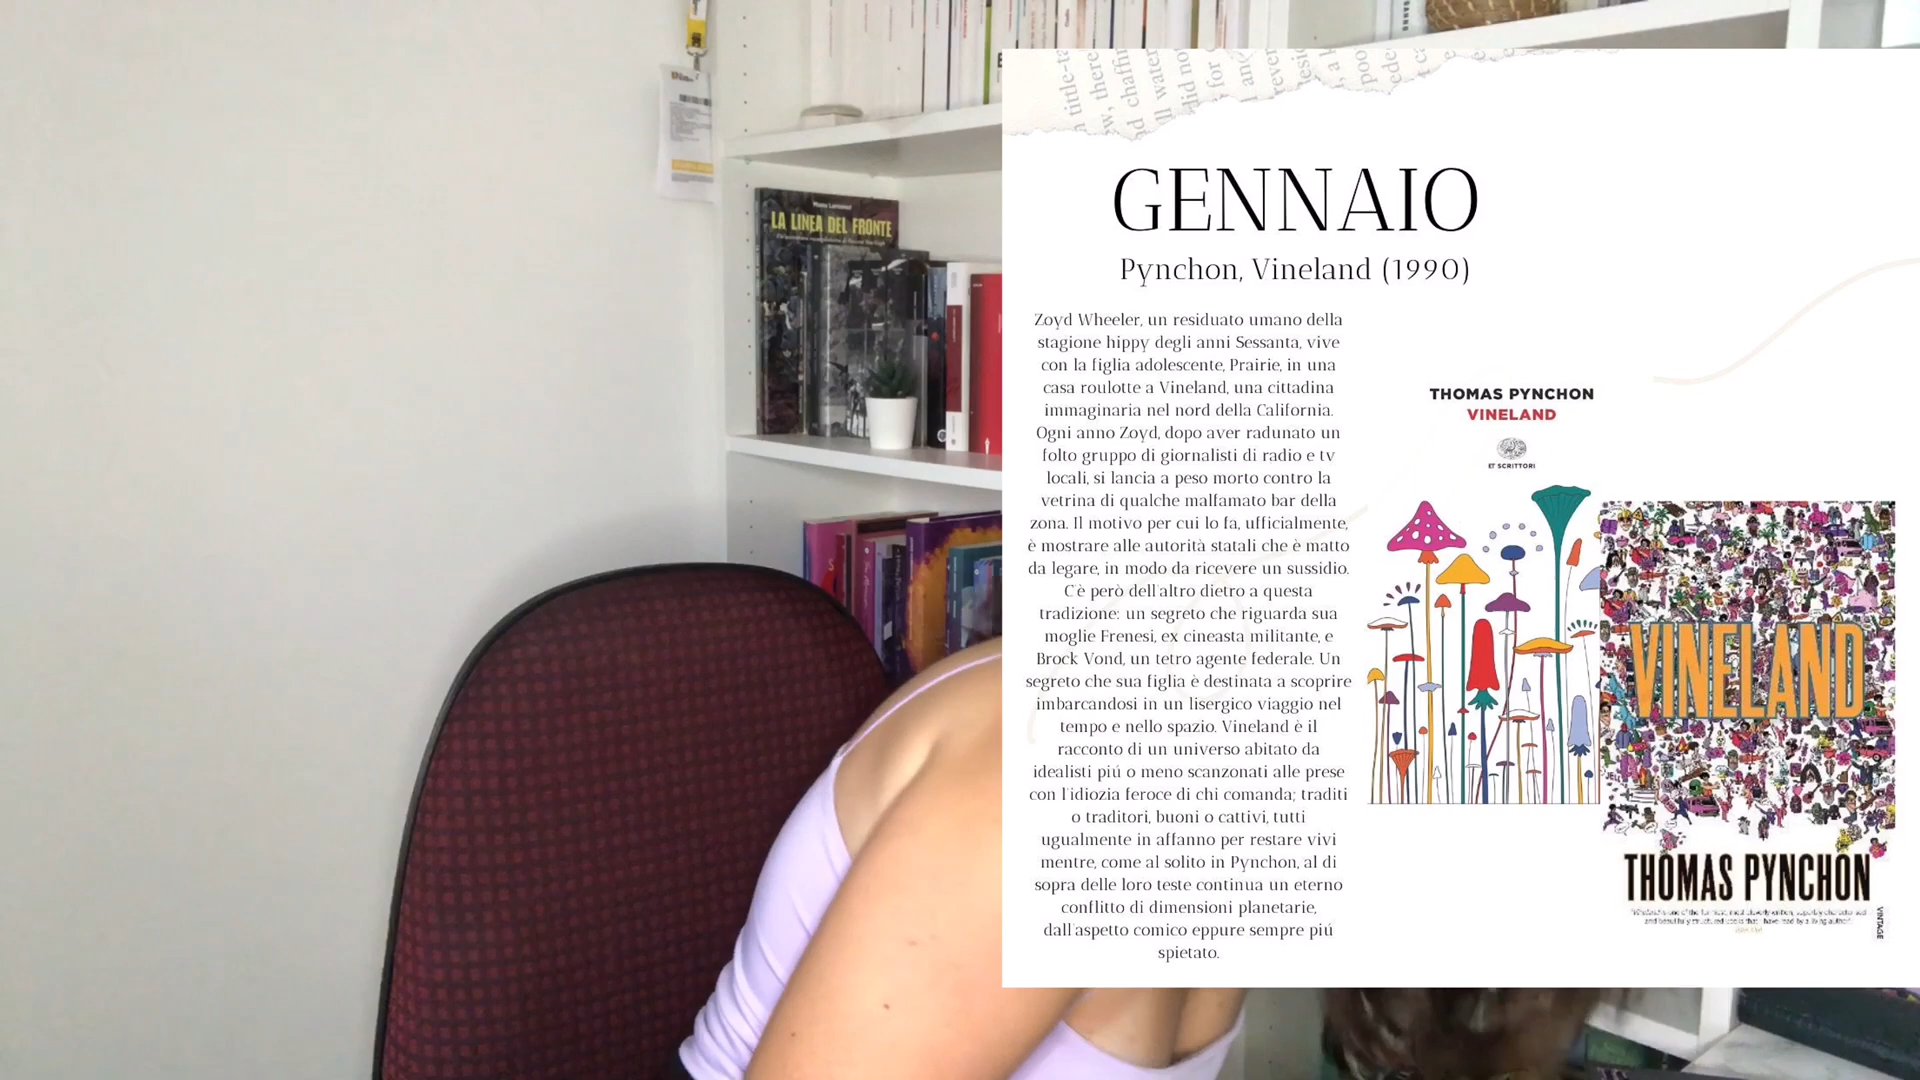 LA LINEA DEL FRONTE
GENNAIO
Pynchon, Vineland (1990)
Zoyd Wheeler, un residuato umano della
stagione hippy degli anni Sessanta, vive
con la figlia adolescente, Prairie, in una
casa roulotte a Vineland, una cittadina
immaginaria nel nord della California.
Ogni anno Zoyd, dopo aver radunato un
folto gruppo di giornalisti di radio e tv
locali, si lancia a peso morto contro la
vetrina di qualche malfamato bar della
zona. Il motivo per cui lo fa, ufficialmente,
è mostrare alle autorità statali che è matto
da legare, in modo da ricevere un sussidio.
C'è però dell'altro dietro a questa
tradizione: un segreto che riguarda sua
moglie Frenesi, ex cineasta militante, e
Brock Vond, un tetro agente federale. Un
segreto che sua figlia è destinata a scoprire
imbarcandosi in un lisergico viaggio nel
tempo e nello spazio. Vineland è il
racconto di un universo abitato da
idealisti piú o meno scanzonati alle prese
con l'idiozia feroce di chi comanda; traditi
o traditori, buoni o cattivi, tutti
ugualmente in affanno per restare vivi
mentre, come al solito in Pynchon, al di
sopra delle loro teste continua un eterno
conflitto di dimensioni planetarie,
dall'aspetto comico eppure sempre piú
spietato.
THOMAS PYNCHON
VINELAND
ET SCRITTORI
VINELAND
THOMAS PYNCHON
VINTAGE